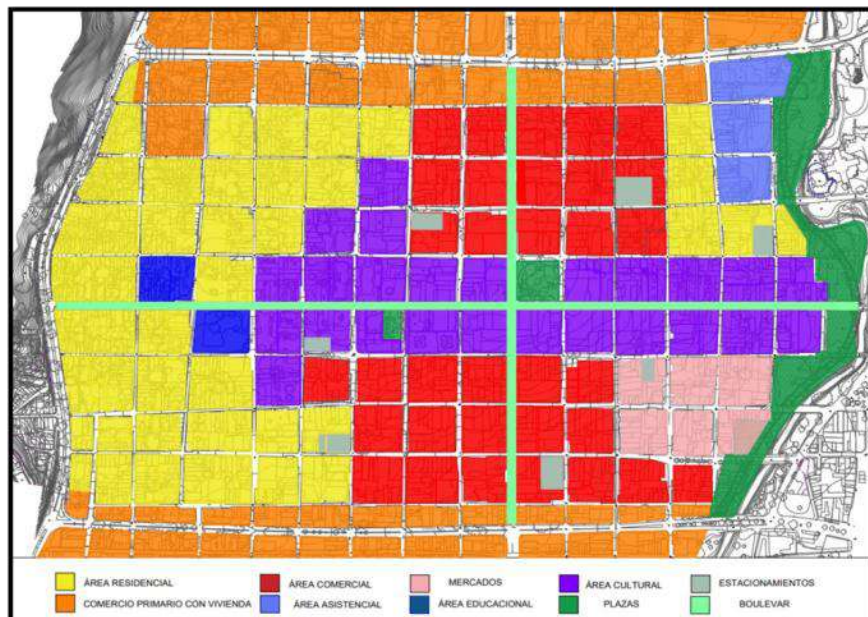 ÁREA RESIDENCIAL
ÁREA COMERCIAL
MERCADOS
ÁREA CULTURAL
ESTACIONAMIENTOS
COMERCIO PRIMARIO CON VIVIENDA
ÁREA ASISTENCIAL
ÁREA EDUCACIONAL
PLAZAS
BOULEVAR